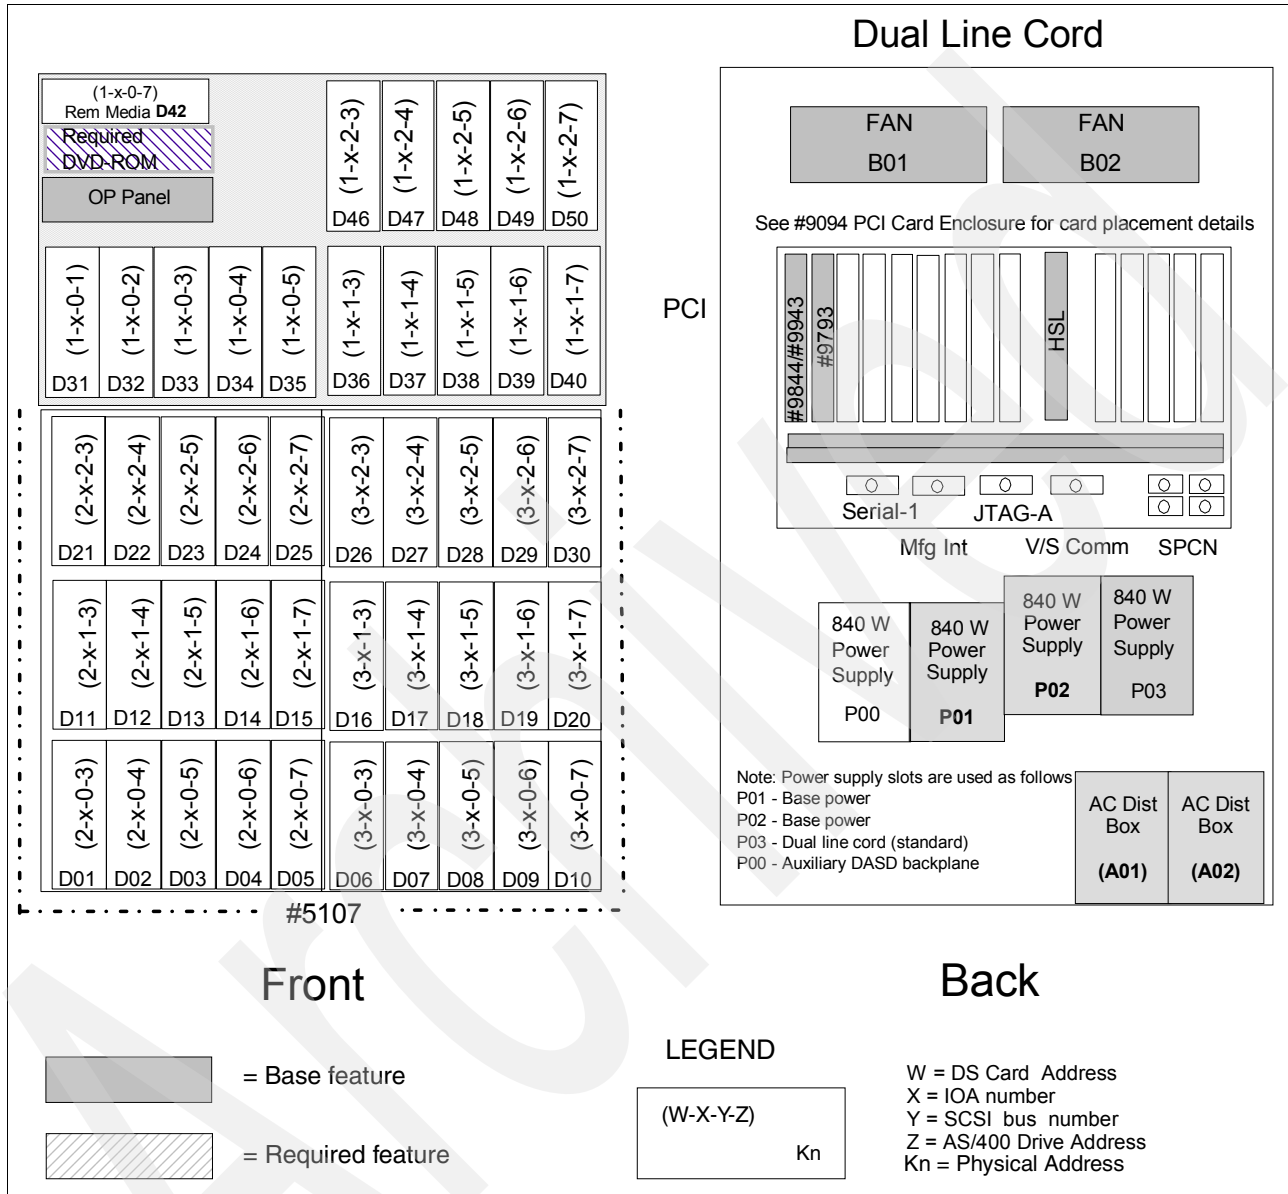 Dual Line Cord
(1-x-0-7)
Rem Media D42
Required
DVD-ROM
OP Panel
(1-x-2-3) (1-x-2-4) (1-x-2-5) (1-x-2-6) (1-x-2-7)
D46 D47 D48 D49 D50
(1-x-0-1) (1-x-0-2) (1-x-0-3) (1-x-0-4) (1-x-0-5) (1-x-1-3) (1-x-1-4) (1-x-1-5) (1-x-1-6) (1-x-1-7)
D31 D32 D33 D34 D35 D36 D37 D38 D39 D40
(2-x-2-3) (2-x-2-4) (2-x-2-5) (2-x-2-6) (2-x-2-7) (3-x-2-3) (3-x-2-4) (3-x-2-5) (3-x-2-6) (3-x-2-7)
D21 D22 D23 D24 D25 D26 D27 D28 D29 D30
(2-x-1-3) (2-x-1-4) (2-x-1-5) (2-x-1-6) (2-x-1-7) (3-x-1-3) (3-x-1-4) (3-x-1-5) (3-x-1-6) (3-x-1-7)
D11 D12 D13 D14 D15 D16 D17 D18 D19 D20
(2-x-0-3) (2-x-0-4) (2-x-0-5) (2-x-0-6) (2-x-0-7) (3-x-0-3) (3-x-0-4) (3-x-0-5) (3-x-0-6) (3-x-0-7)
D01 D02 D03 D04 D05 D06 D07 D08 D09 D10
#5107
Front
FAN
B01
FAN
B02
See #9094 PCI Card Enclosure for card placement details
PCI
#9844/#9943
#9793
HSL
Serial-1
JTAG-A
Mfg Int
V/S Comm
SPCN
840 W
Power
Supply
P00
840 W
Power
Supply
P01
840 W
Power
Supply
P02
840 W
Power
Supply
P03
Note: Power supply slots are used as follows
P01 - Base power
P02 - Base power
P03 - Dual line cord (standard)
P00 - Auxiliary DASD backplane
AC Dist
Box
(A01)
AC Dist
Box
(A02)
Back
= Base feature
= Required feature
LEGEND
(W-X-Y-Z)
Kn
W = DS Card Address
X = IOA number
Y = SCSI bus number
Z = AS/400 Drive Address
Kn = Physical Address
Archived